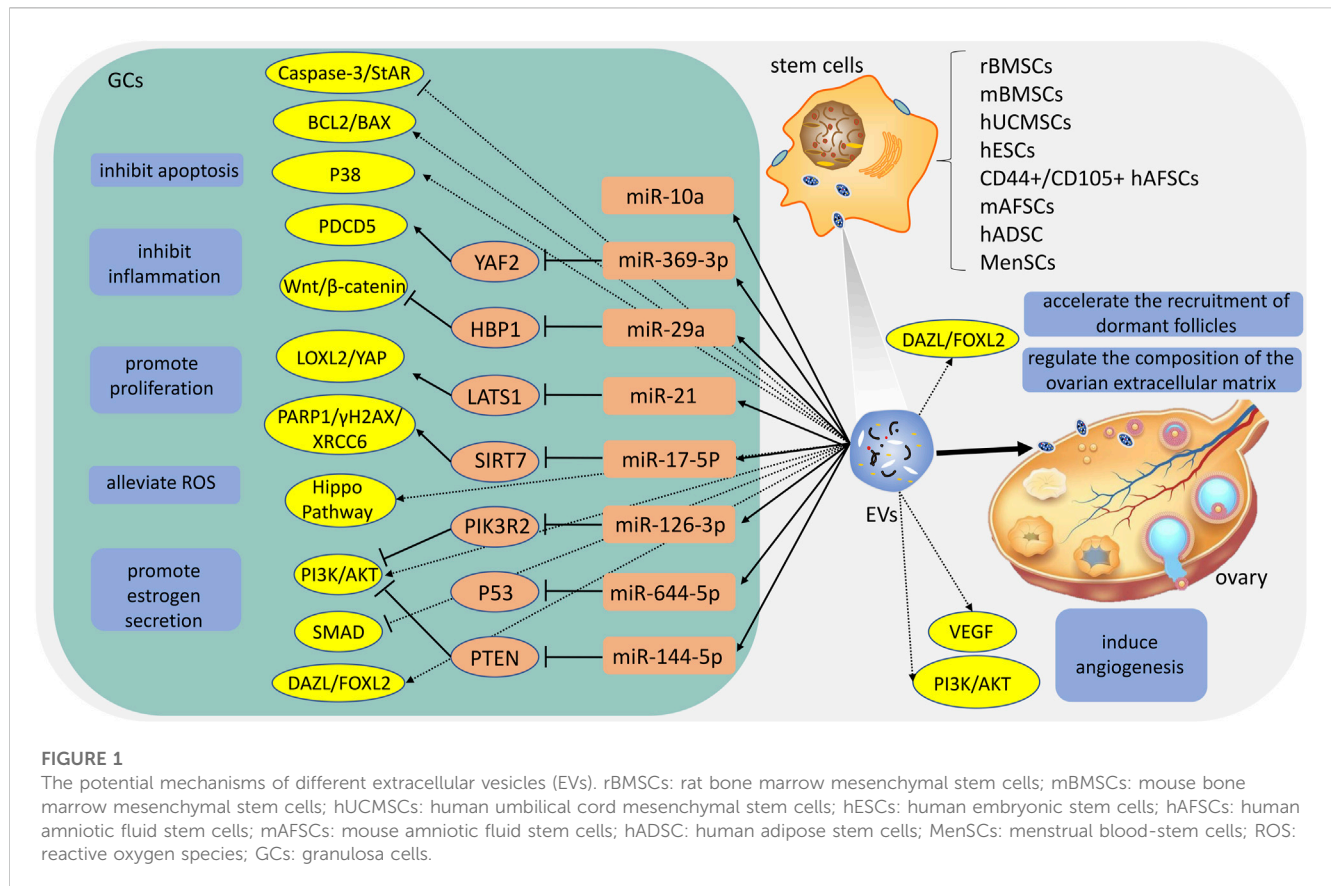 GCs
inhibit apoptosis
inhibit
inflammation
promote
proliferation
alleviate ROS
promote
estrogen
secretion
Caspase-3/StAR
BCL2/BAX
P38
PDCD5
Wnt/β-catenin
LOXL2/YAP
PARP1/γH2AX/
XRCC6
Hippo
Pathway
PI3K/AKT
SMAD
DAZL/FOXL2
YAF2
HBP1
LATS1
SIRT7
PIK3R2
P53
PTEN
miR-10a
miR-369-3p
miR-29a
miR-21
miR-17-5P
miR-126-3p
miR-644-5p
miR-144-5p
stem cells
rBMSCs
mBMSCs
hUCMSCs
hESCs
CD44+/CD105+ hAFSCs
mAFSCs
hADSC
MenSCs
DAZL/FOXL2
accelerate the recruitment of
dormant follicles
regulate the composition of the
ovarian extracellular matrix
EVs
ovary
VEGF
PI3K/AKT
induce
angiogenesis
FIGURE 1
The potential mechanisms of different extracellular vesicles (EVs). rBMSCs: rat bone marrow mesenchymal stem cells; mBMSCs: mouse bone
marrow mesenchymal stem cells; hUCMSCs: human umbilical cord mesenchymal stem cells; hESCs: human embryonic stem cells; hAFSCs: human
amniotic fluid stem cells; mAFSCs: mouse amniotic fluid stem cells; hADSC: human adipose stem cells; MenSCs: menstrual blood-stem cells; ROS:
reactive oxygen species; GCs: granulosa cells.